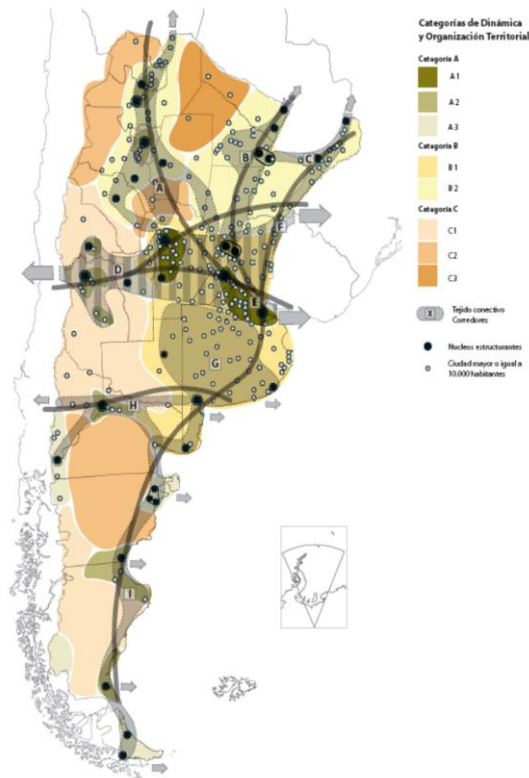 Categorías de Dinámica
y Organización Territorial
Categoría A
A 1
A 2
A 3
Categoría B
B 1
B 2
Categoría C
C1
C2
C3
X
Tejido conectivo
Corredores
Nucleos estructurantes
Ciudad mayor o igual a
10.000 habitantes
A
B
C
D
E
F
G
H
I